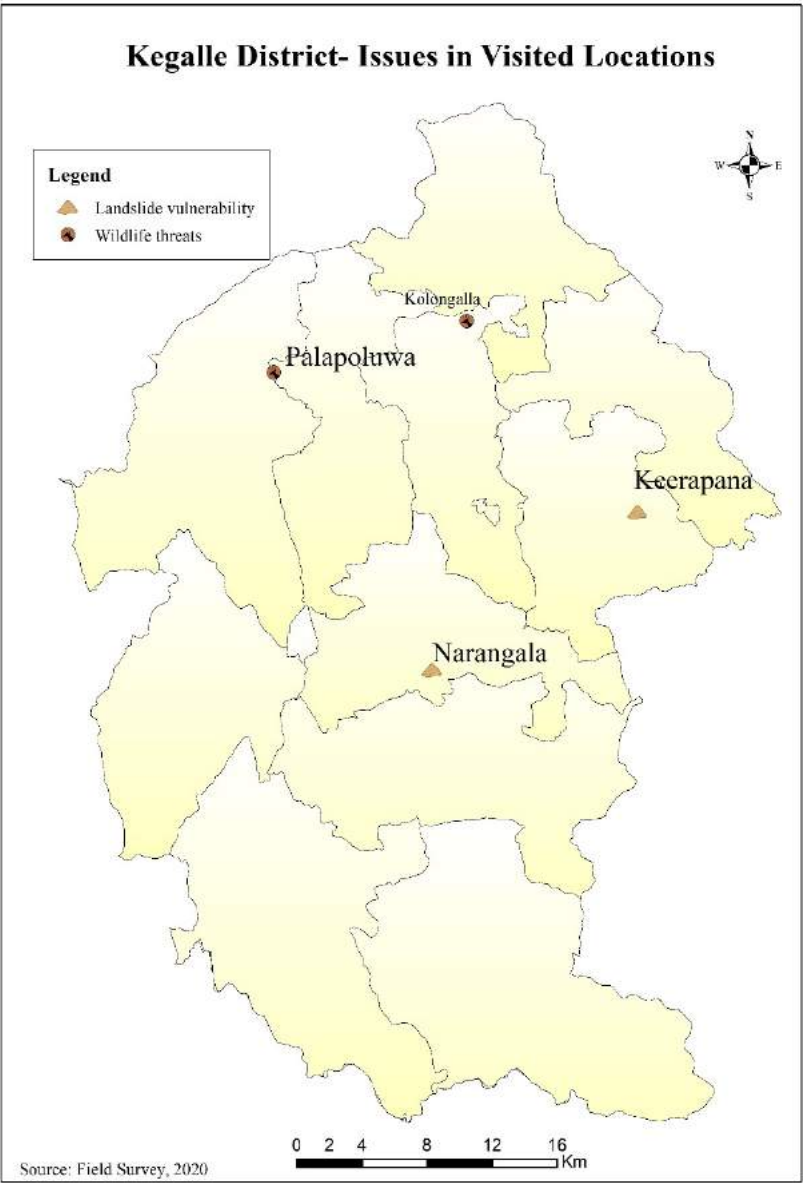 Kegalle District- Issues in Visited Locations
N
W E
S
Legend
Landslide vulnerability
Wildlife threats
Kolongalla
Palapoluwa
Keerapana
Narangala
0 2 4 8 12 16
Km
Source: Field Survey, 2020